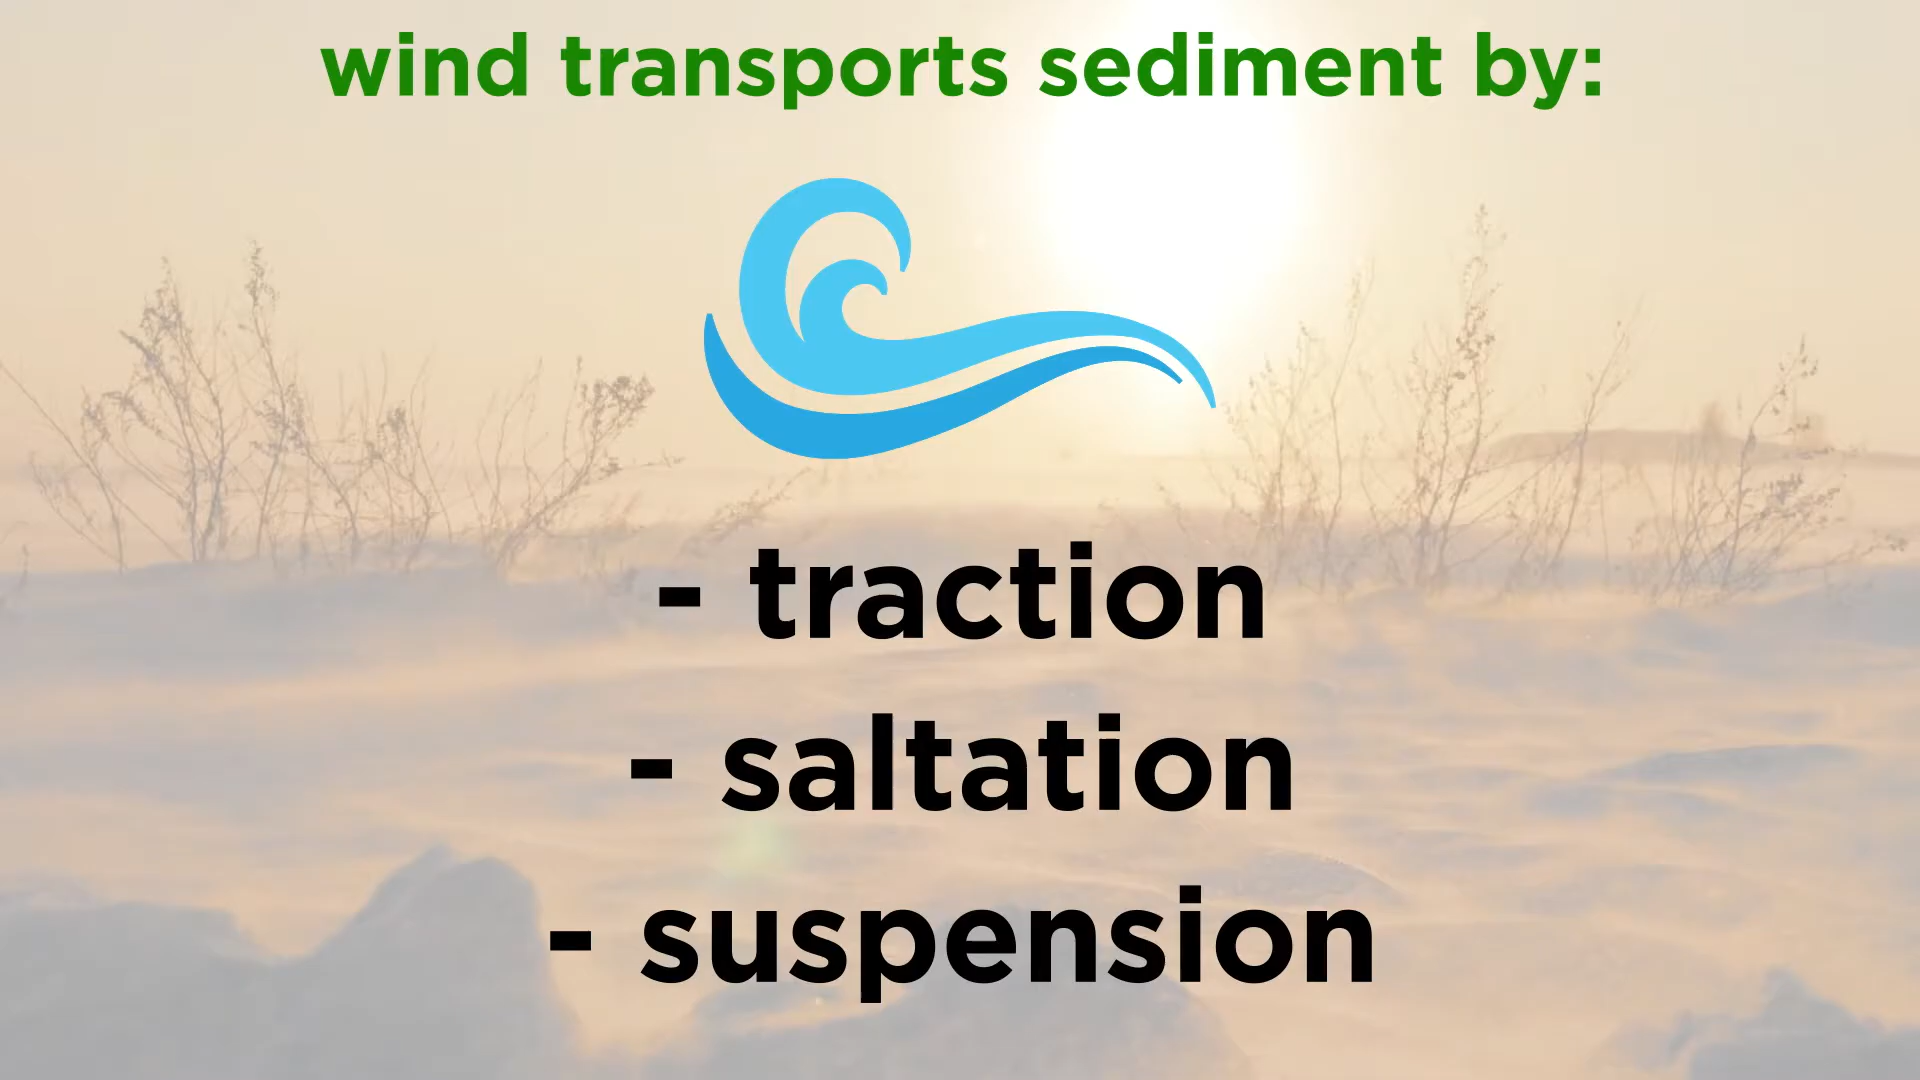 wind transports sediment by:
- traction
- saltation
- suspension